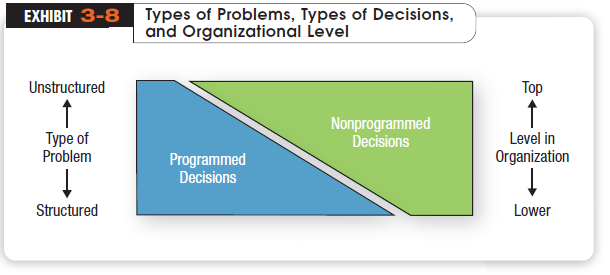 EXHIBIT 3-8
Types of Problems, Types of Decisions,
and Organizational Level
Unstructured
Type of
Problem
Structured
Programmed
Decisions
Nonprogrammed
Decisions
Top
Level in
Organization
Lower